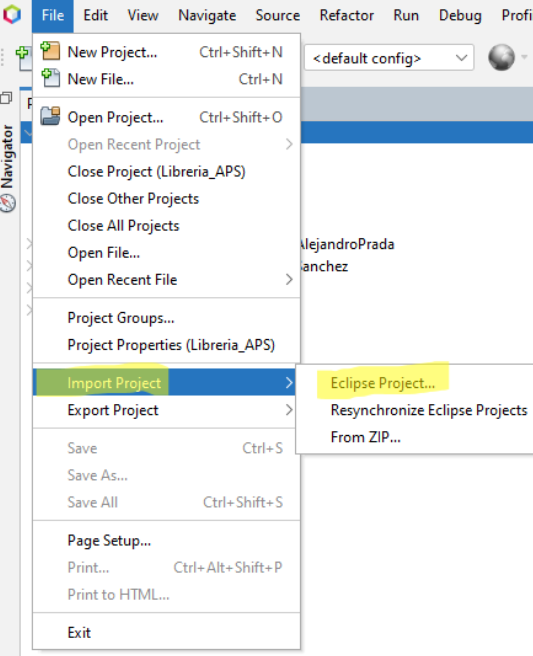 File Edit View Navigate Source Refactor Run Debug
New Project... Ctrl+Shift+N
<default config>
New File... Ctrl+N
Open Project... Ctrl+Shift+O
Open Recent Project
Navigator
Close Project (Libreria_APS)
Close Other Projects
Close All Projects
Open File...
AlejandroPrada
Open Recent File
Project Groups...
Project Properties (Libreria_APS)
Import Project
Eclipse Project...
Export Project
Resynchronize Eclipse Projects
From ZIP...
Save Ctrl+S
Save As...
Save All Ctrl+Shift+S
Page Setup...
Print... Ctrl+Alt+Shift+P
Print to HTML...
Exit